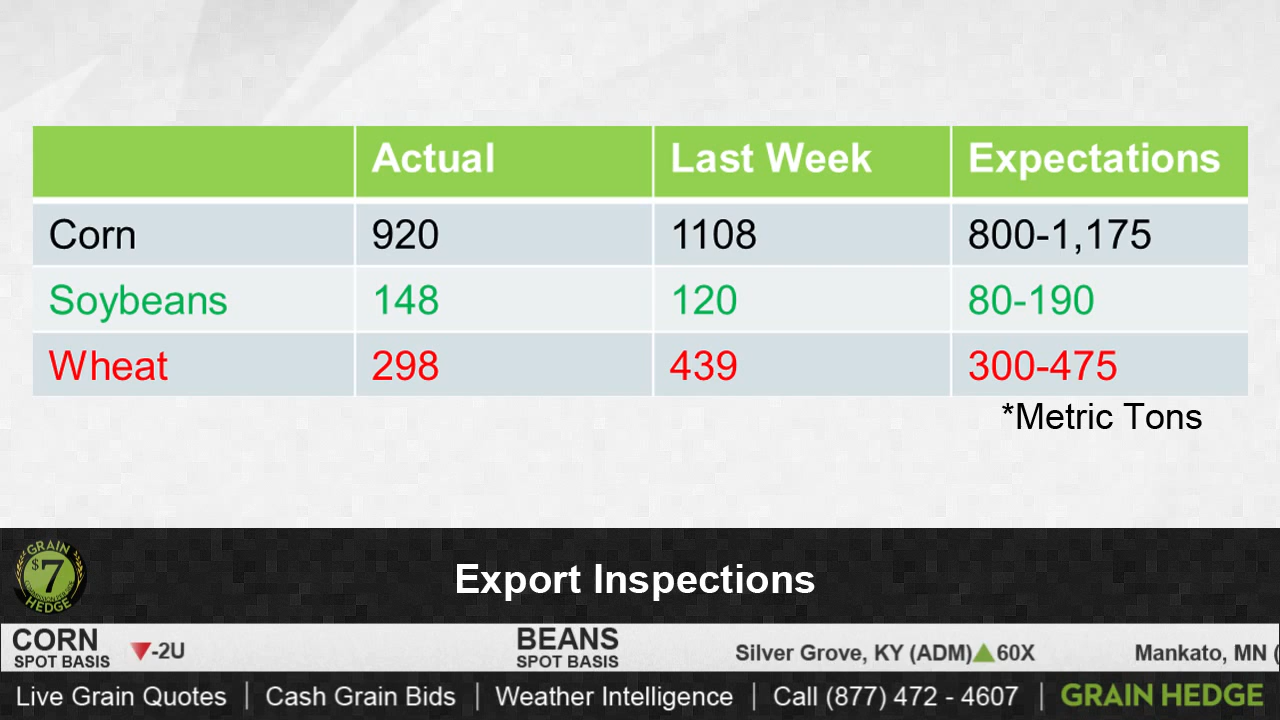 Actual Last Week Expectations
Corn 920 1108 800-1,175
Soybeans 148 120 80-190
Wheat 298 439 300-475
*Metric Tons
GRAIN
$7
HEDGE
Export Inspections
CORN
SPOT BASIS
-2U
BEANS
SPOT BASIS
Silver Grove, KY (ADM) 60X
Mankato, MN (
Live Grain Quotes | Cash Grain Bids | Weather Intelligence | Call (877) 472 - 4607 | GRAIN HEDGE